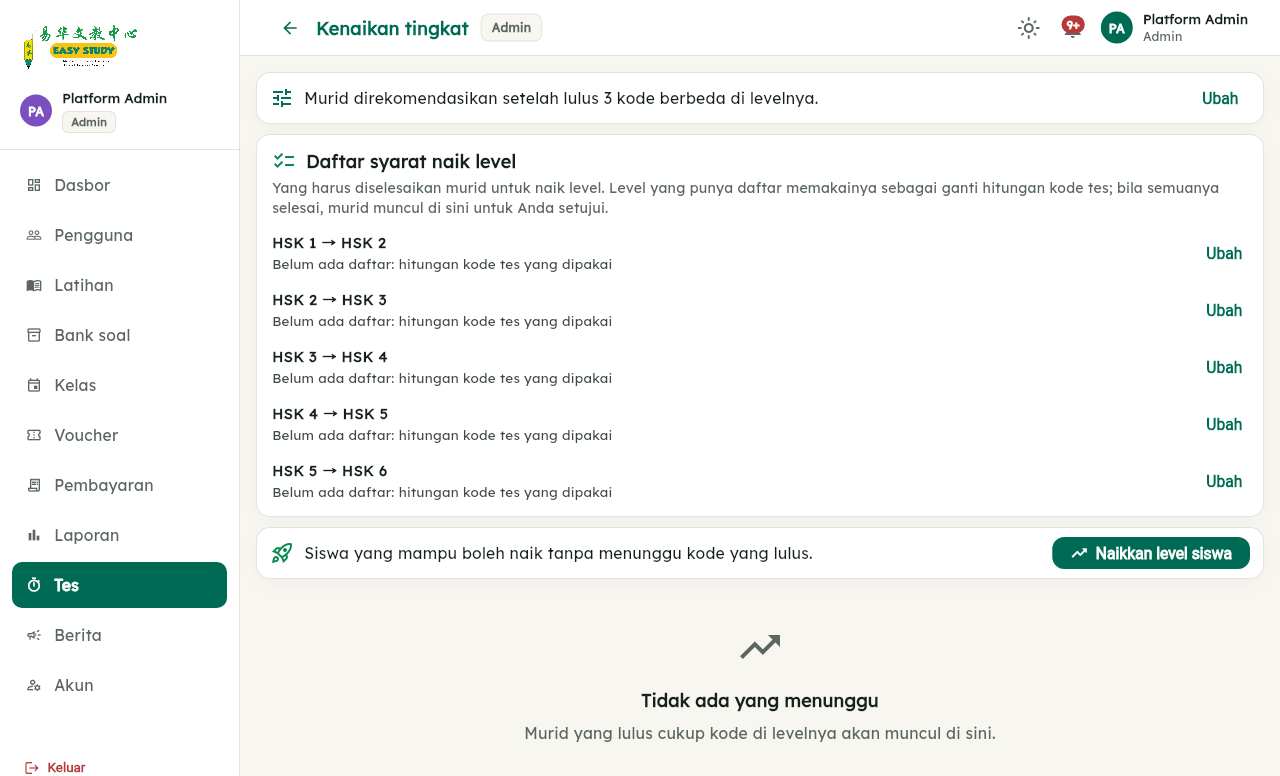 易华文教中心
EASY STUDY
Platform Admin
PA
Admin
Dasbor
Pengguna
Latihan
Bank soal
Kelas
Voucher
Pembayaran
Laporan
Tes
Berita
Akun
Keluar
Kenaikan tingkat
Admin
9+
PA
Platform Admin
Admin
Murid direkomendasikan setelah lulus 3 kode berbeda di levelnya.
Ubah
Daftar syarat naik level
Yang harus diselesaikan murid untuk naik level. Level yang punya daftar memakainya sebagai ganti hitungan kode tes; bila semuanya
selesai, murid muncul di sini untuk Anda setujui.
HSK 1 → HSK 2
Belum ada daftar: hitungan kode tes yang dipakai
Ubah
HSK 2 → HSK 3
Belum ada daftar: hitungan kode tes yang dipakai
Ubah
HSK 3 → HSK 4
Belum ada daftar: hitungan kode tes yang dipakai
Ubah
HSK 4 → HSK 5
Belum ada daftar: hitungan kode tes yang dipakai
Ubah
HSK 5 → HSK 6
Belum ada daftar: hitungan kode tes yang dipakai
Ubah
Siswa yang mampu boleh naik tanpa menunggu kode yang lulus.
Naikkan level siswa
Tidak ada yang menunggu
Murid yang lulus cukup kode di levelnya akan muncul di sini.